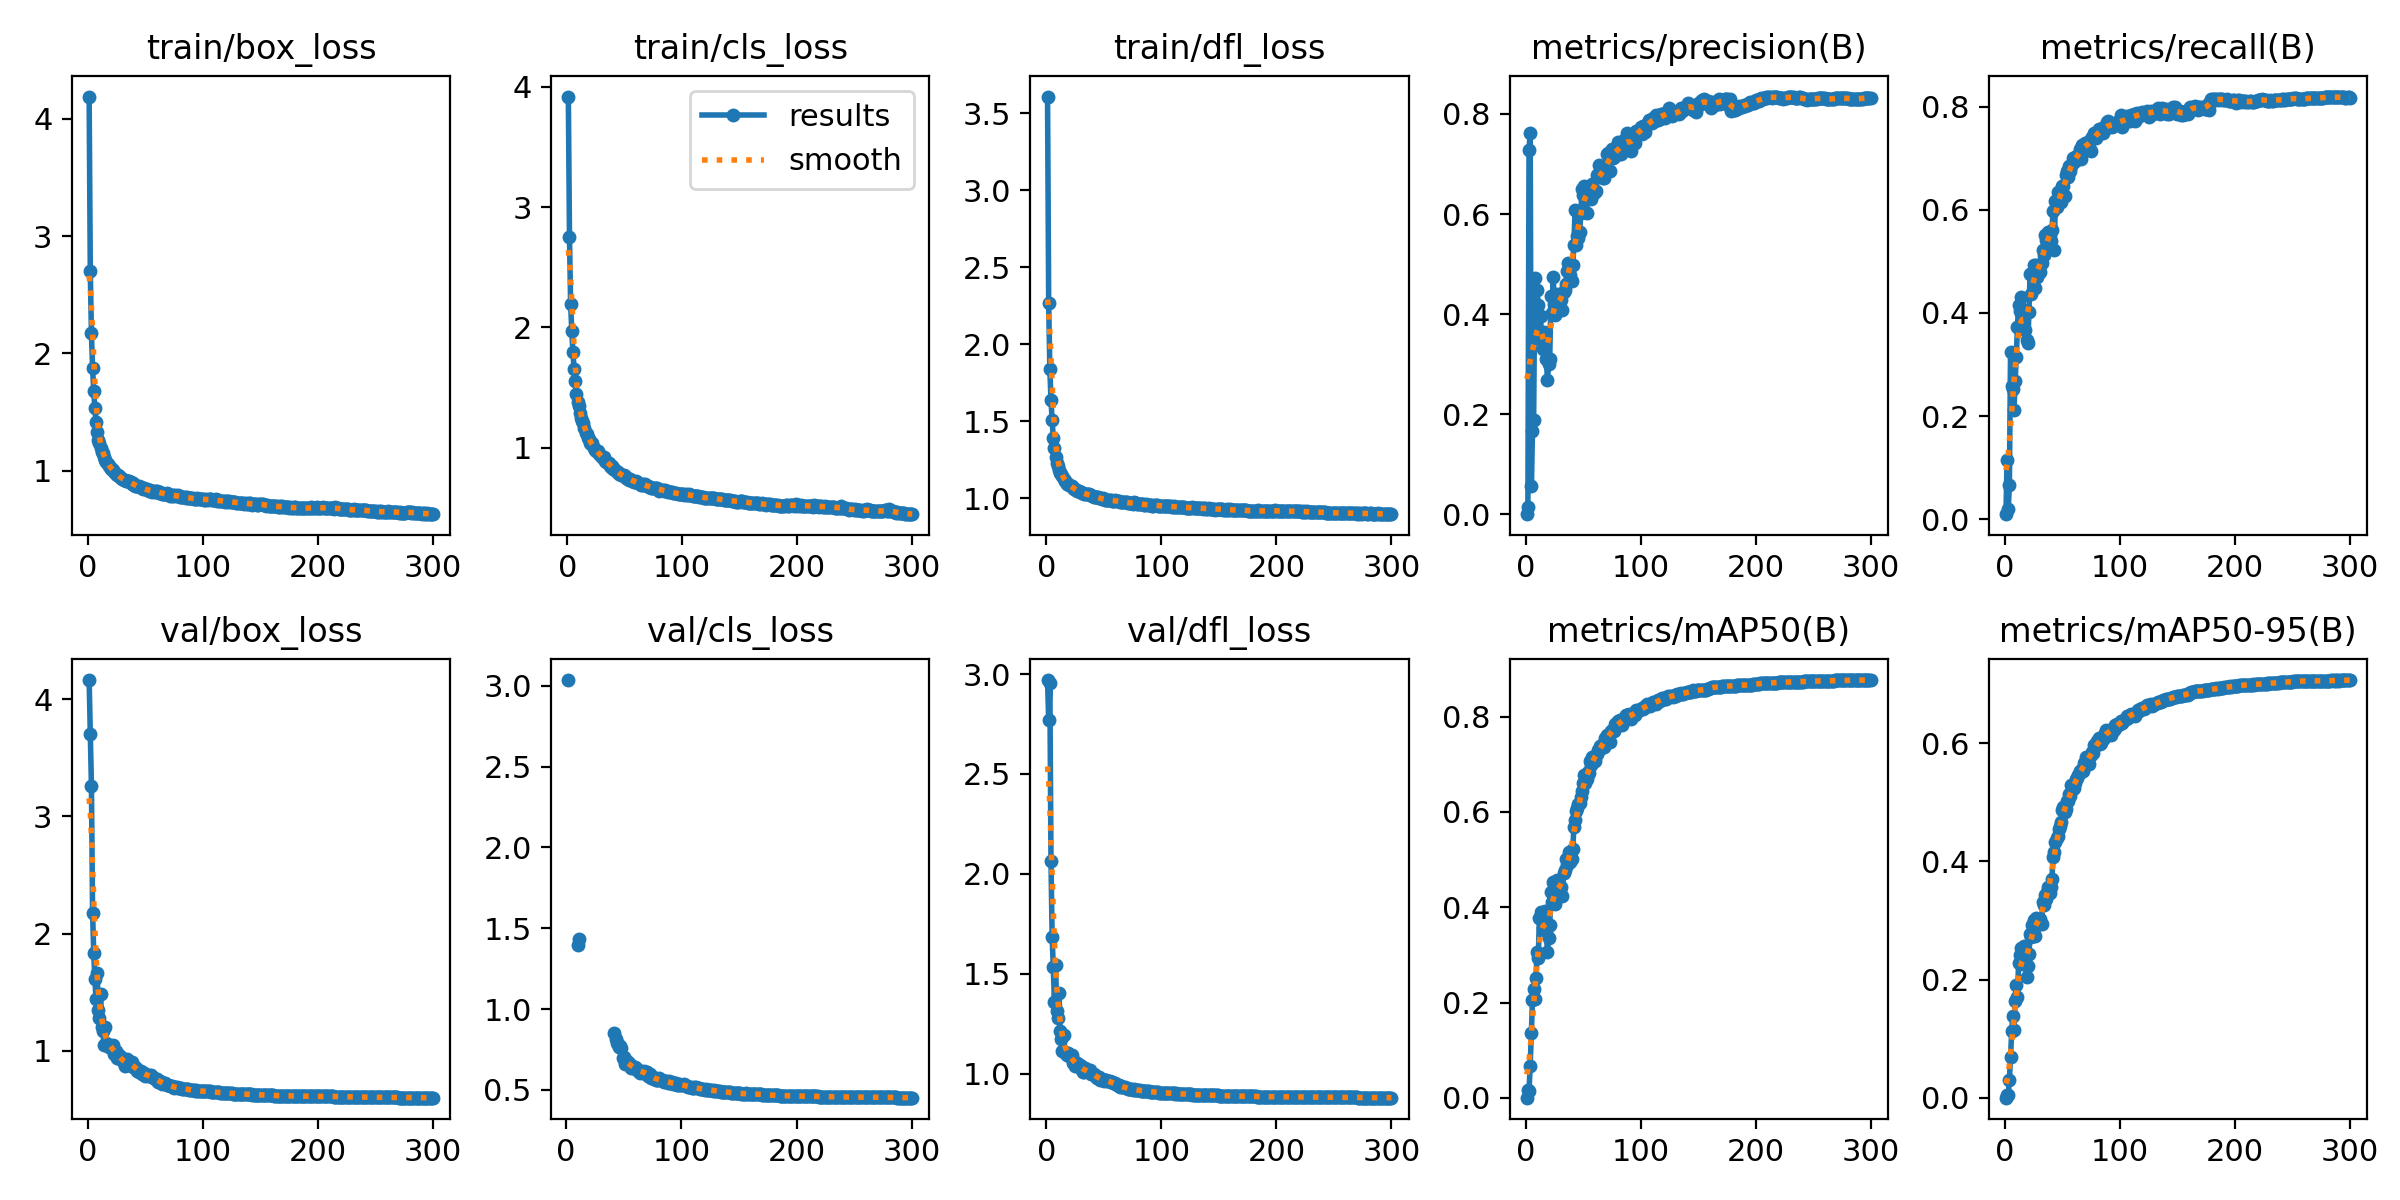 train/box_loss
4
3
2
1
0 100 200 300
train/cls_loss
results
smooth
4
3
2
1
0 100 200 300
train/dfl_loss
3.5
3.0
2.5
2.0
1.5
1.0
0 100 200 300
metrics/precision(B)
0.8
0.6
0.4
0.2
0.0
0 100 200 300
metrics/recall(B)
0.8
0.6
0.4
0.2
0.0
0 100 200 300
val/box_loss
4
3
2
1
0 100 200 300
val/cls_loss
3.0
2.5
2.0
1.5
1.0
0.5
0 100 200 300
val/dfl_loss
3.0
2.5
2.0
1.5
1.0
0 100 200 300
metrics/mAP50(B)
0.8
0.6
0.4
0.2
0.0
0 100 200 300
metrics/mAP50-95(B)
0.6
0.4
0.2
0.0
0 100 200 300